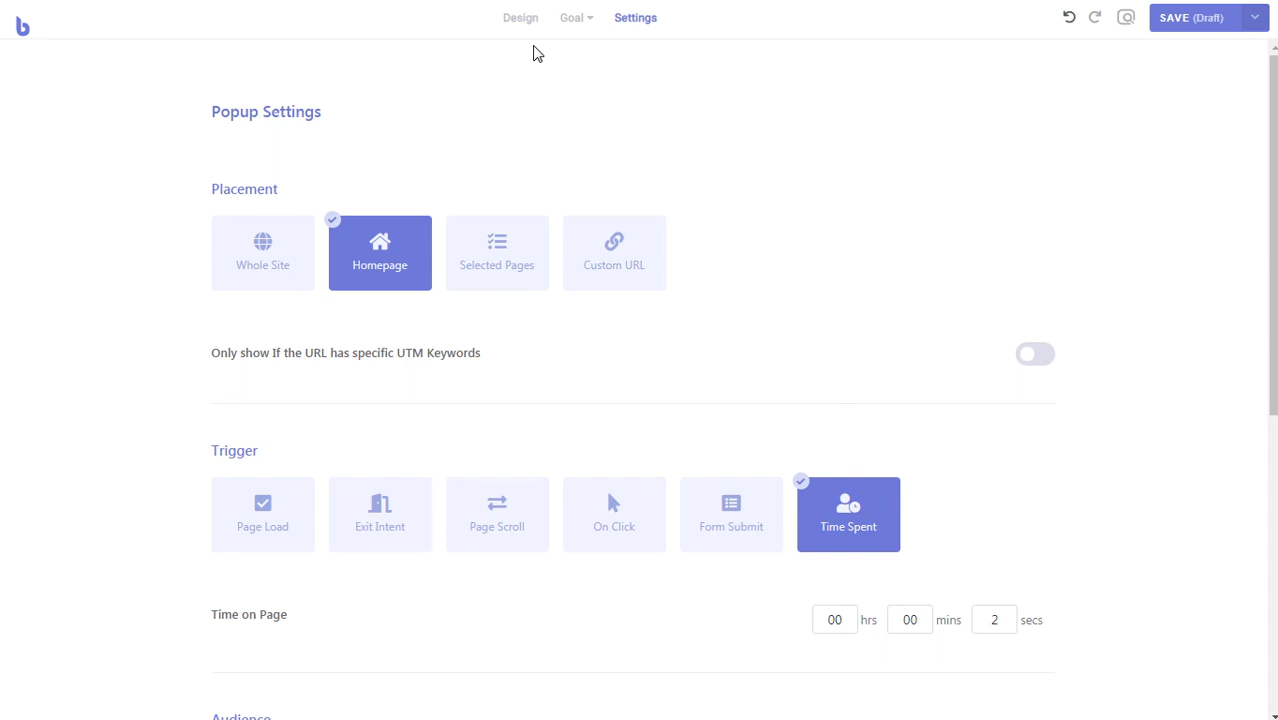 b
Design Goal Settings
SAVE (Draft)
Popup Settings
Placement
Whole Site Homepage Selected Pages Custom URL
Only show If the URL has specific UTM Keywords
Trigger
Page Load Exit Intent Page Scroll On Click Form Submit Time Spent
Time on Page 00 hrs 00 mins 2 secs
Audience